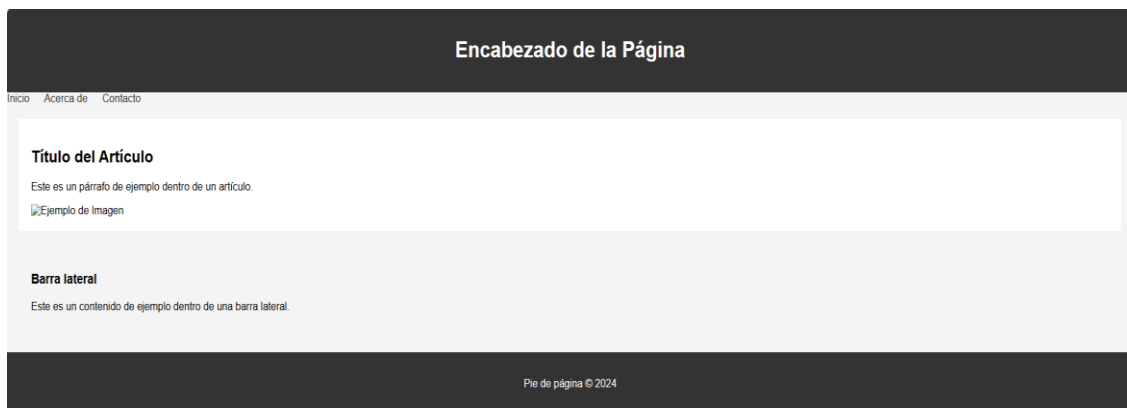 Encabezado de la Página
Inicio Acerca de Contacto
Título del Artículo
Este es un párrafo de ejemplo dentro de un artículo.
Ejemplo de Imagen
Barra lateral
Este es un contenido de ejemplo dentro de una barra lateral.
Pie de página © 2024